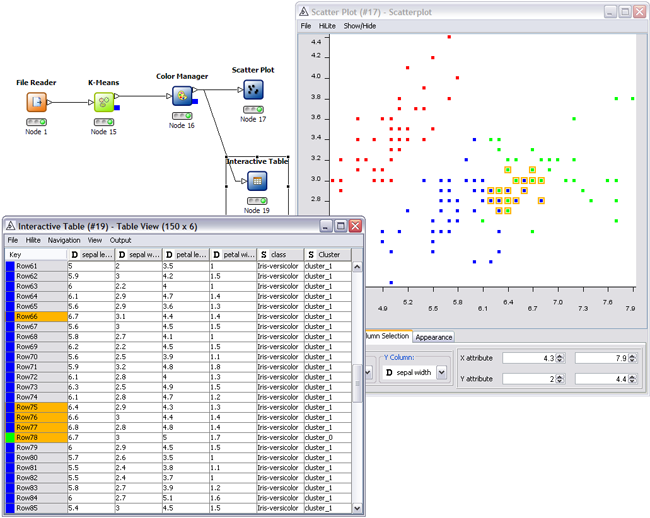 Scatter Plot (#17) - Scatterplot
File HiLite Show/Hide
4.4
4.2
4.0
3.8
3.6
3.4
3.2
3.0
2.8
4.9 5.2 5.5 5.8 6.1 6.4 6.7 7.0 7.3 7.6 7.9
File Reader
Node 1
K-Means
Node 15
Color Manager
Node 16
Scatter Plot
Node 17
Interactive Table
Node 19
olumn Selection Appearance
Y Column:
D sepal width
X attribute 4.3 7.9
Y attribute 2 4.4
Interactive Table (#19) - Table View (150 x 6)
File Hilite Navigation View Output
Key D sepal le... D sepal w... D petal le... D petal wi... S class S Cluster
Row61 5 2 3.5 1 Iris-versicolor cluster_1
Row62 5.9 3 4.2 1.5 Iris-versicolor cluster_1
Row63 6 2.2 4 1 Iris-versicolor cluster_1
Row64 6.1 2.9 4.7 1.4 Iris-versicolor cluster_1
Row65 5.6 2.9 3.6 1.3 Iris-versicolor cluster_1
Row66 6.7 3.1 4.4 1.4 Iris-versicolor cluster_1
Row67 5.6 3 4.5 1.5 Iris-versicolor cluster_1
Row68 5.8 2.7 4.1 1 Iris-versicolor cluster_1
Row69 6.2 2.2 4.5 1.5 Iris-versicolor cluster_1
Row70 5.6 2.5 3.9 1.1 Iris-versicolor cluster_1
Row71 5.9 3.2 4.8 1.8 Iris-versicolor cluster_1
Row72 6.1 2.8 4 1.3 Iris-versicolor cluster_1
Row73 6.3 2.5 4.9 1.5 Iris-versicolor cluster_1
Row74 6.1 2.8 4.7 1.2 Iris-versicolor cluster_1
Row75 6.4 2.9 4.3 1.3 Iris-versicolor cluster_1
Row76 6.6 3 4.4 1.4 Iris-versicolor cluster_1
Row77 6.8 2.8 4.8 1.4 Iris-versicolor cluster_1
Row78 6.7 3 5 1.7 Iris-versicolor cluster_0
Row79 6 2.9 4.5 1.5 Iris-versicolor cluster_1
Row80 5.7 2.6 3.5 1 Iris-versicolor cluster_1
Row81 5.5 2.4 3.8 1.1 Iris-versicolor cluster_1
Row82 5.5 2.4 3.7 1 Iris-versicolor cluster_1
Row83 5.8 2.7 3.9 1.2 Iris-versicolor cluster_1
Row84 6 2.7 5.1 1.6 Iris-versicolor cluster_1
Row85 5.4 3 4.5 1.5 Iris-versicolor cluster_1